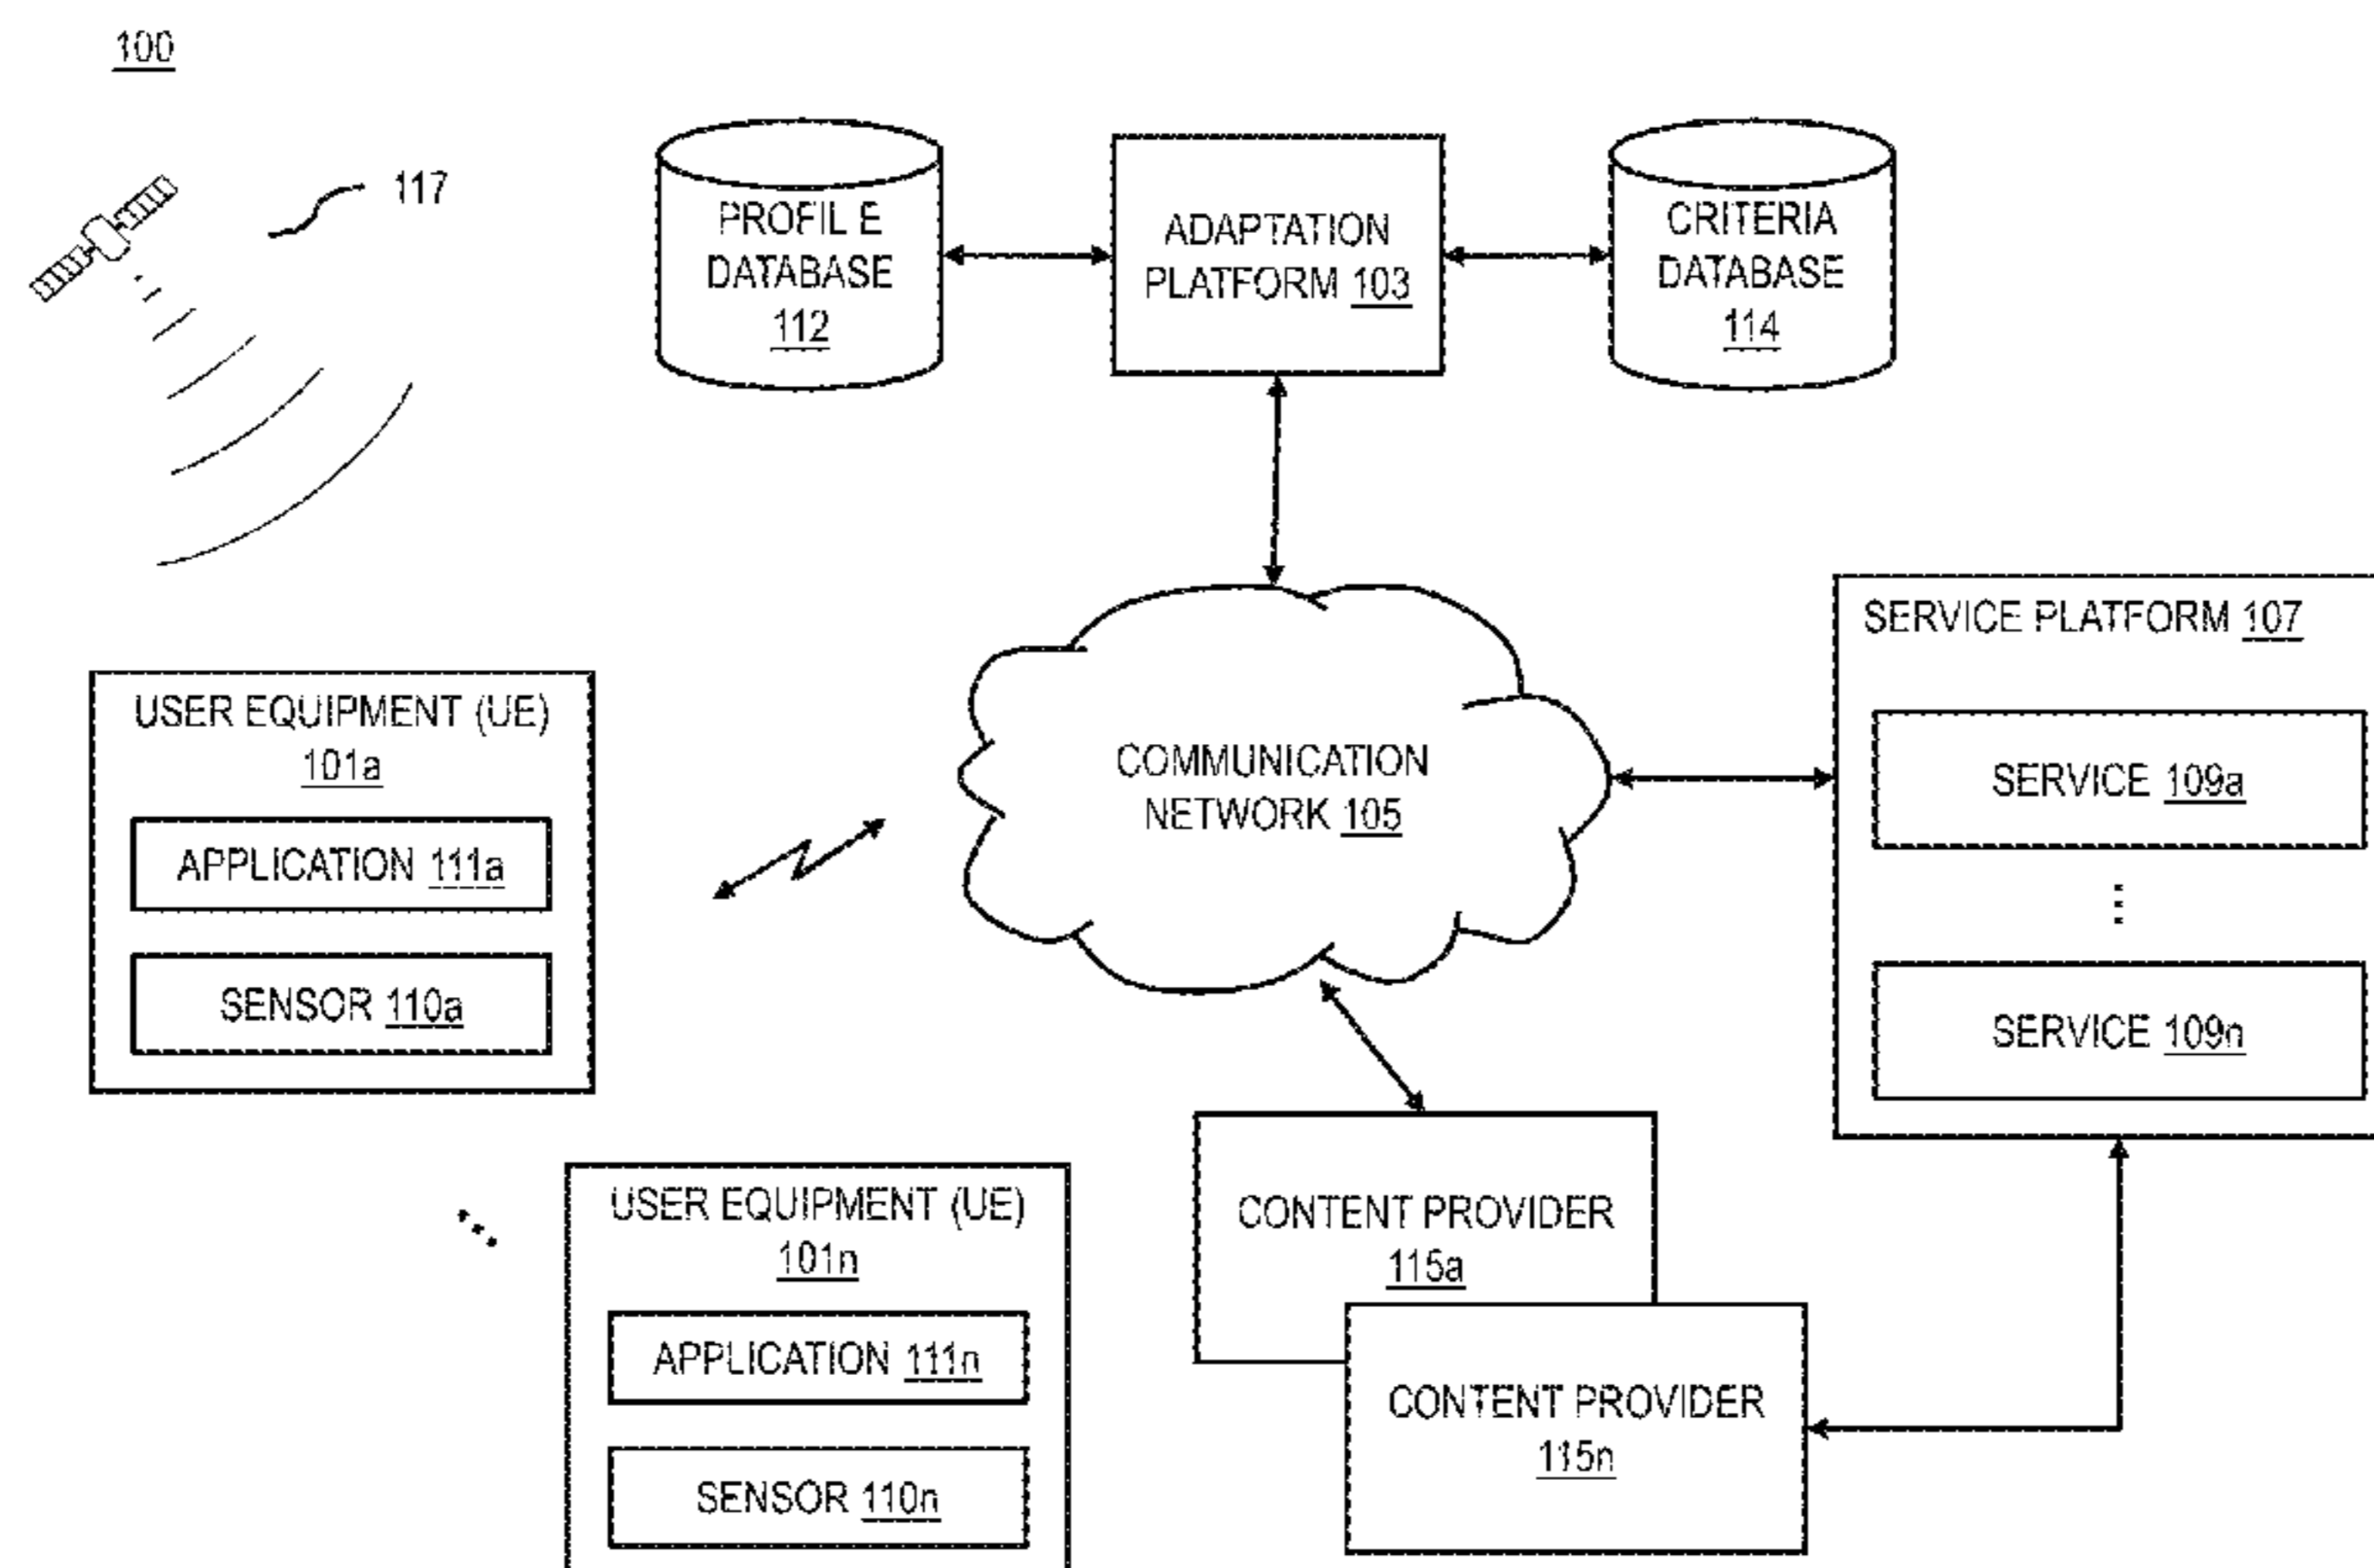 100
117
PROFILE
DATABASE
112
ADAPTATION
PLATFORM 103
CRITERIA
DATABASE
114
SERVICE PLATFORM 107
SERVICE 109a
SERVICE 109n
COMMUNICATION
NETWORK 105
USER EQUIPMENT (UE)
101a
APPLICATION 111a
SENSOR 110a
USER EQUIPMENT (UE)
101n
APPLICATION 111n
SENSOR 110n
CONTENT PROVIDER
115a
CONTENT PROVIDER
115n